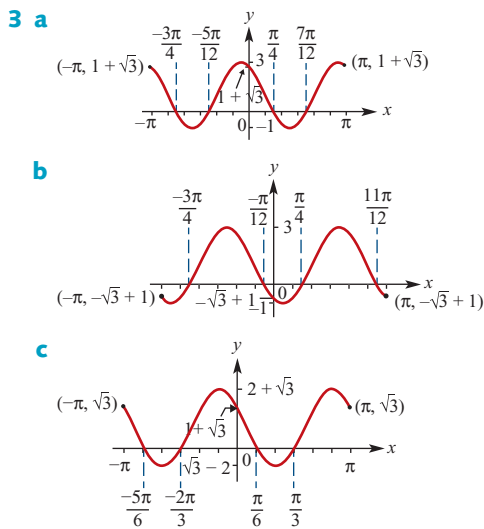 3 a
y
−3π/4 −5π/12 π/4 7π/12
3
(−π, 1 + √3) (π, 1 + √3)
1 + √3
−π 0 −1 π x
b
y
−3π/4 −π/12 π/4 11π/12
3
x
(−π, −√3 + 1) −√3 + 1 0 (π, −√3 + 1)
−1
c
y
2 + √3
(−π, √3) (π, √3)
1+ √3
−π √3 − 2 0 π x
−5π/6 −2π/3 π/6 π/3